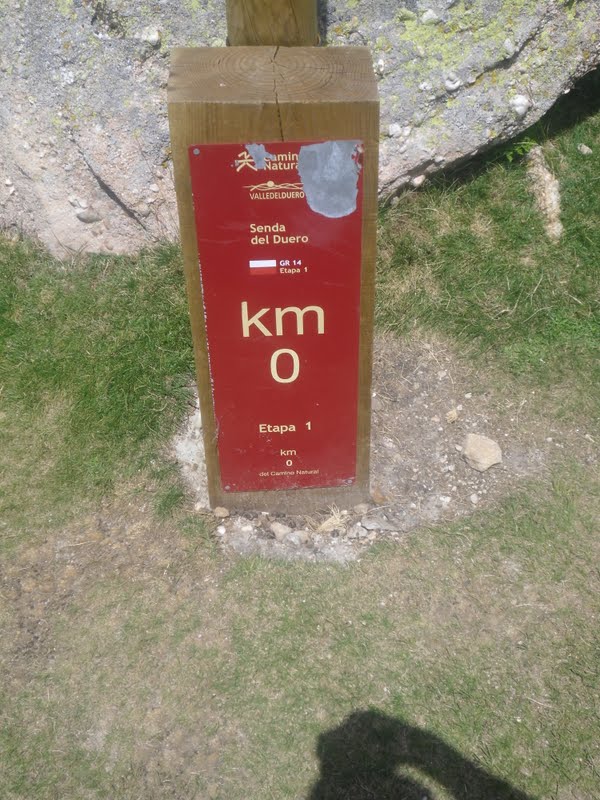 Camino
Natural
VALLEDELDUERO
Senda
del Duero
GR 14
Etapa 1
km
0
Etapa 1
km
0
del Camino Natural